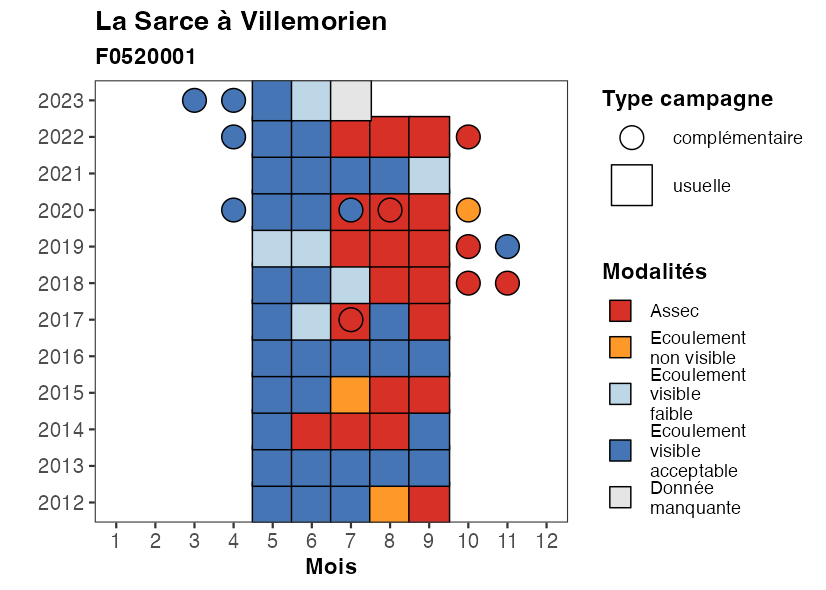 La Sarce à Villemorien
F0520001
2023
2022
2021
2020
2019
2018
2017
2016
2015
2014
2013
2012
1 2 3 4 5 6 7 8 9 10 11 12
Mois
Type campagne
complémentaire
usuelle
Modalités
Assec
Ecoulement
non visible
Ecoulement
visible
faible
Ecoulement
visible
acceptable
Donnée
manquante